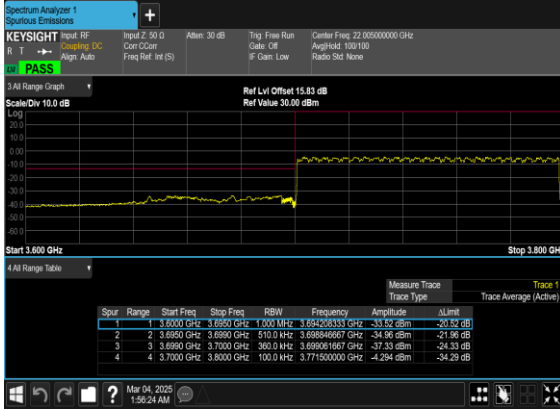 Spectrum Analyzer 1
Spurious Emissions
KEYSIGHT Input: RF Input Z: 50 Ω Atten: 30 dB Trig: Free Run Center Freq: 22.005000000 GHz
R T Coupling: DC Corr CCorr Gate: Off Avg|Hold: 100/100
Align: Auto Freq Ref: Int (S) IF Gain: Low Radio Std: None
PASS
3 All Range Graph
Ref Lvl Offset 15.83 dB
Scale/Div 10.0 dB Ref Value 30.00 dBm
Log
20.0
10.0
0.00
-10.0
-20.0
-30.0
-40.0
-50.0
-60.0
Start 3.600 GHz Stop 3.800 GH
4 All Range Table
Measure Trace Trace 1
Trace Type Trace Average (Active)
Spur Range Start Freq Stop Freq RBW Frequency Amplitude ΔLimit
1 1 3.6000 GHz 3.6950 GHz 1.000 MHz 3.694208333 GHz -33.52 dBm -20.52 dB
2 2 3.6950 GHz 3.6990 GHz 510.0 kHz 3.698846667 GHz -34.96 dBm -21.96 dB
3 3 3.6990 GHz 3.7000 GHz 360.0 kHz 3.699061667 GHz -37.33 dBm -24.33 dB
4 4 3.7000 GHz 3.8000 GHz 100.0 kHz 3.771500000 GHz -4.294 dBm -34.29 dB
?
Mar 04, 2025
1:56:24 AM